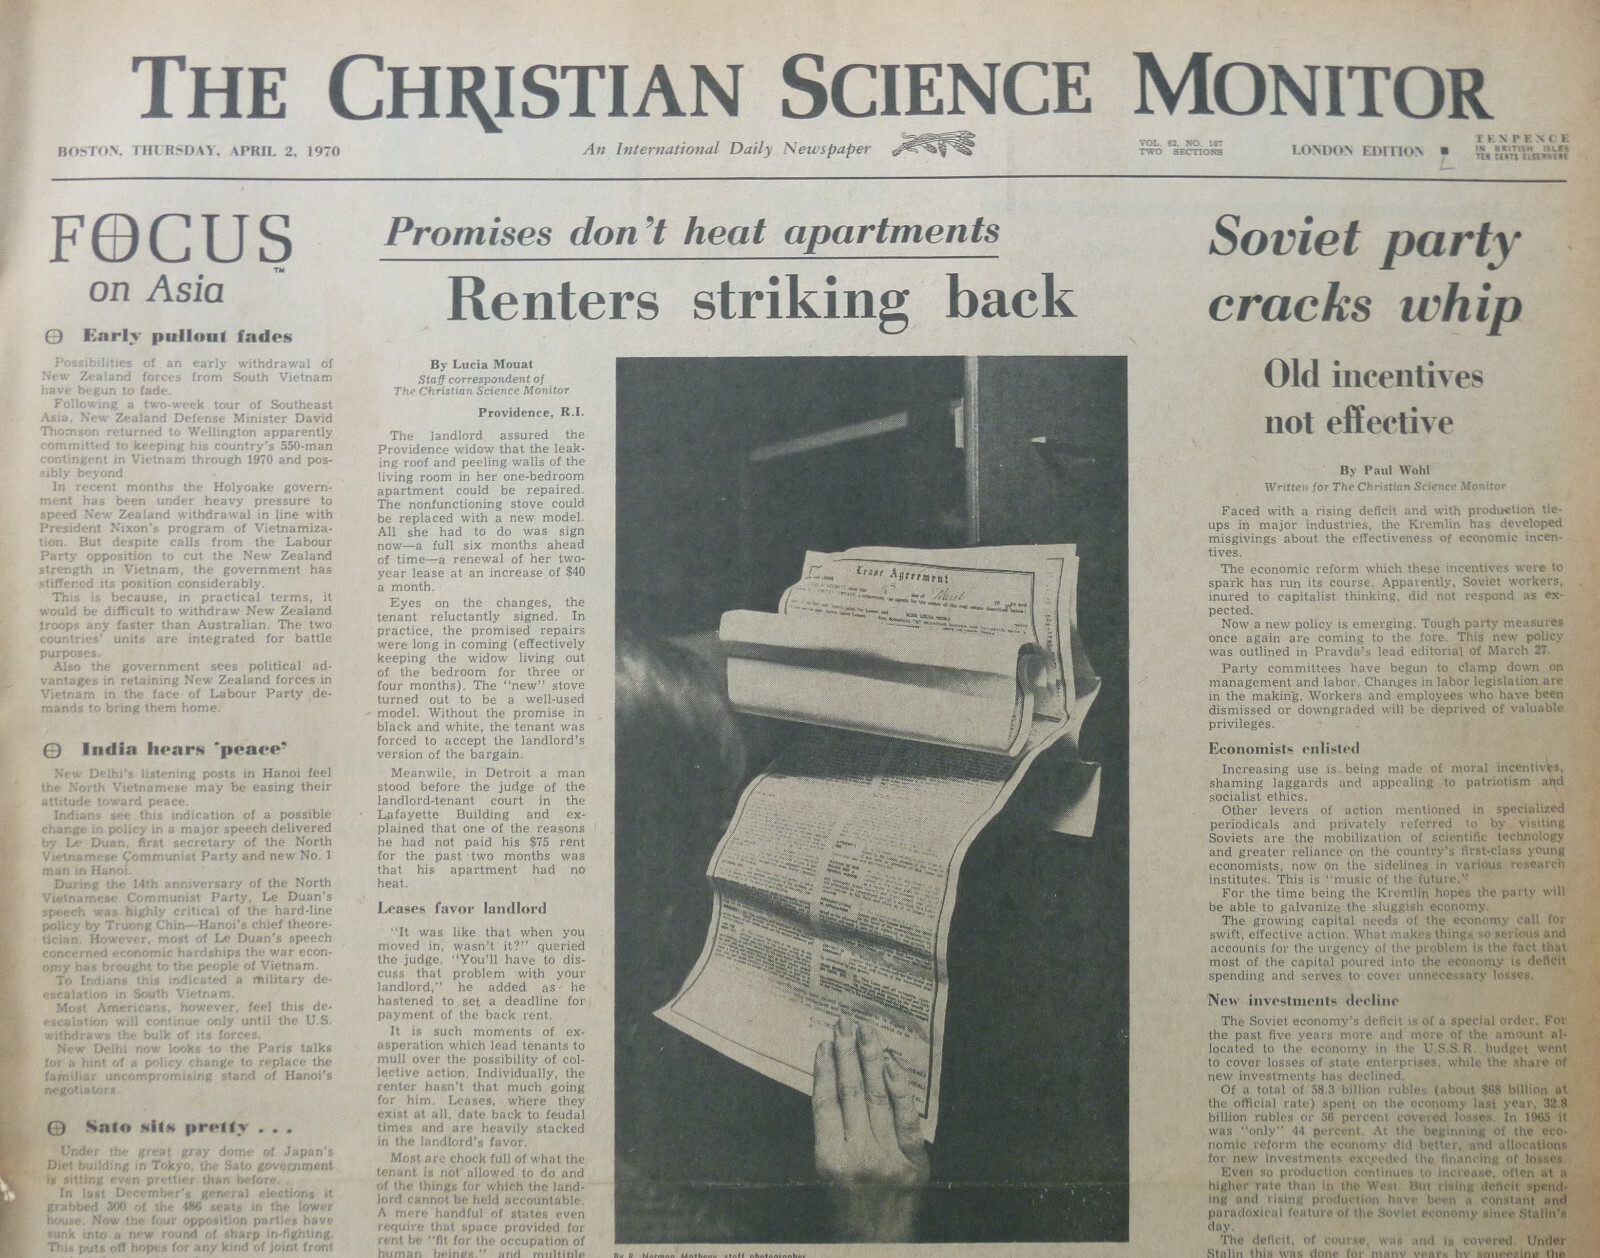 THE CHRISTIAN SCIENCE MONITOR
BOSTON, THURSDAY, APRIL 2, 1970
An International Daily Newspaper
VOL. 62, NO. 107
TWO SECTIONS
LONDON EDITION
TENPENCE
IN BRITISH ISLES
TEN CENTS ELSEWHERE
FOCUS™
on Asia
Early pullout fades
Possibilities of an early withdrawal of
New Zealand forces from South Vietnam
have begun to fade.
Following a two-week tour of Southeast
Asia, New Zealand Defense Minister David
Thomson returned to Wellington apparently
committed to keeping his country's 550-man
contingent in Vietnam through 1970 and pos-
sibly beyond
In recent months the Holyoake govern-
ment has been under heavy pressure to
speed New Zealand withdrawal in line with
President Nixon's program of Vietnamiza-
tion. But despite calls from the Labour
Party opposition to cut the New Zealand
strength in Vietnam, the government has
stiffened its position considerably.
This is because, in practical terms, it
would be difficult to withdraw New Zealand
troops any faster than Australian. The two
countries' units are integrated for battle
purposes.
Also the government sees political ad-
vantages in retaining New Zealand forces in
Vietnam in the face of Labour Party de-
mands to bring them home.
India hears 'peace'
New Delhi's listening posts in Hanoi feel
the North Vietnamese may be easing their
attitude toward peace.
Indians see this indication of a possible
change in policy in a major speech delivered
by Le Duan, first secretary of the North
Vietnamese Communist Party and new No. 1
man in Hanoi.
During the 14th anniversary of the North
Vietnamese Communist Party, Le Duan's
speech was highly critical of the hard-line
policy by Truong Chin—Hanoi's chief theore-
tician. However, most of Le Duan's speech
concerned economic hardships the war econ-
omy has brought to the people of Vietnam.
To Indians this indicated a military de-
escalation in South Vietnam.
Most Americans, however, feel this de-
escalation will continue only until the U.S.
withdraws the bulk of its forces.
New Delhi now looks to the Paris talks
for a hint of a policy change to replace the
familiar uncompromising stand of Hanoi's
negotiators.
Sato sits pretty . . .
Under the great gray dome of Japan's
Diet building in Tokyo, the Sato government
is sitting even prettier than before.
In last December's general elections it
grabbed 300 of the 486 seats in the lower
house. Now the four opposition parties have
sunk into a new round of sharp in-fighting.
This puts off hopes for any kind of joint front
Promises don't heat apartments
Renters striking back
By Lucia Mouat
Staff correspondent of
The Christian Science Monitor
Providence, R.I.
The landlord assured the
Providence widow that the leak-
ing roof and peeling walls of the
living room in her one-bedroom
apartment could be repaired.
The nonfunctioning stove could
be replaced with a new model.
All she had to do was sign
now—a full six months ahead
of time—a renewal of her two-
year lease at an increase of $40
a month.
Eyes on the changes, the
tenant reluctantly signed. In
practice, the promised repairs
were long in coming (effectively
keeping the widow living out
of the bedroom for three or
four months). The "new" stove
turned out to be a well-used
model. Without the promise in
black and white, the tenant was
forced to accept the landlord's
version of the bargain.
Meanwhile, in Detroit a man
stood before the judge of the
landlord-tenant court in the
Lafayette Building and ex-
plained that one of the reasons
he had not paid his $75 rent
for the past two months was
that his apartment had no
heat.
Leases favor landlord
"It was like that when you
moved in, wasn't it?" queried
the judge. "You'll have to dis-
cuss that problem with your
landlord," he added as he
hastened to set a deadline for
payment of the back rent.
It is such moments of ex-
asperation which lead tenants to
mull over the possibility of col-
lective action. Individually, the
renter hasn't that much going
for him. Leases, where they
exist at all, date back to feudal
times and are heavily stacked
in the landlord's favor.
Most are chock full of what the
tenant is not allowed to do and
of the things for which the land-
lord cannot be held accountable.
A mere handful of states even
require that space provided for
rent be "fit for the occupation of
human beings," and multiple
Lease Agreement
By R. Norman Matheny, staff photographer
Soviet party
cracks whip
Old incentives
not effective
By Paul Wohl
Written for The Christian Science Monitor
Faced with a rising deficit and with production tie-
ups in major industries, the Kremlin has developed
misgivings about the effectiveness of economic incen-
tives.
The economic reform which these incentives were to
spark has run its course. Apparently, Soviet workers,
inured to capitalist thinking, did not respond as ex-
pected.
Now a new policy is emerging. Tough party measures
once again are coming to the fore. This new policy
was outlined in Pravda's lead editorial of March 27.
Party committees have begun to clamp down on
management and labor. Changes in labor legislation are
in the making. Workers and employees who have been
dismissed or downgraded will be deprived of valuable
privileges.
Economists enlisted
Increasing use is being made of moral incentives,
shaming laggards and appealing to patriotism and
socialist ethics.
Other levers of action mentioned in specialized
periodicals and privately referred to by visiting
Soviets are the mobilization of scientific technology
and greater reliance on the country's first-class young
economists, now on the sidelines in various research
institutes. This is "music of the future."
For the time being the Kremlin hopes the party will
be able to galvanize the sluggish economy.
The growing capital needs of the economy call for
swift, effective action. What makes things so serious and
accounts for the urgency of the problem is the fact that
most of the capital poured into the economy is deficit
spending and serves to cover unnecessary losses.
New investments decline
The Soviet economy's deficit is of a special order. For
the past five years more and more of the amount al-
located to the economy in the U.S.S.R. budget went
to cover losses of state enterprises, while the share of
new investments has declined.
Of a total of 58.3 billion rubles (about $68 billion at
the official rate) spent on the economy last year, 32.8
billion rubles or 56 percent covered losses. In 1965 it
was "only" 44 percent. At the beginning of the eco-
nomic reform the economy did better, and allocations
for new investments exceeded the financing of losses.
Even so production continues to increase, often at a
higher rate than in the West. But rising deficit spend-
ing and rising production have been a constant and
paradoxical feature of the Soviet economy since Stalin's
day.
The deficit, of course, was and is covered. Under
Stalin this was done for many years by squeezing the